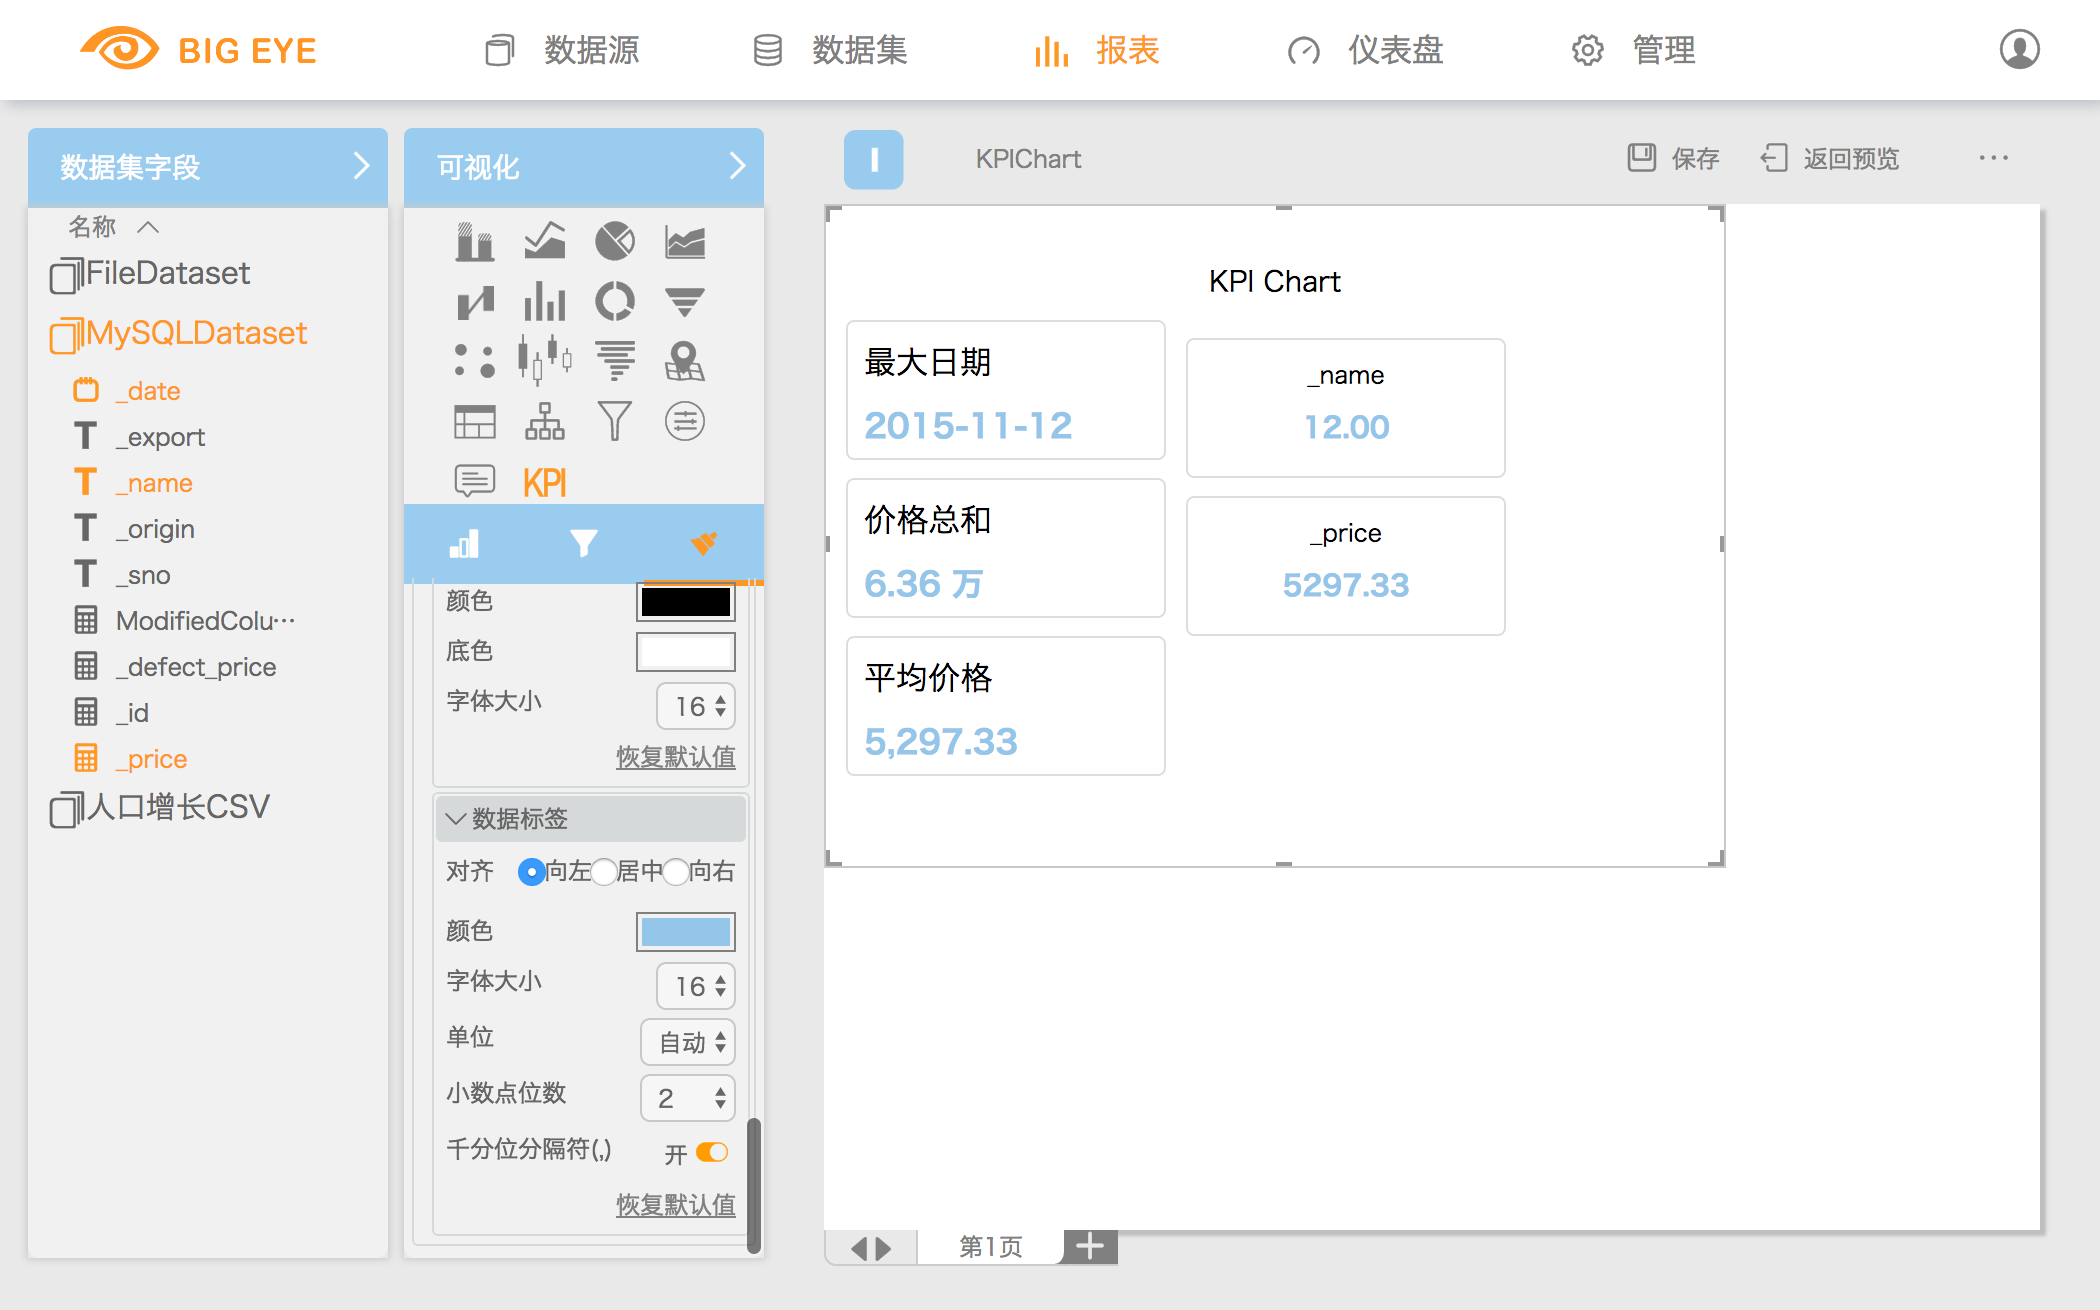 BIG EYE
数据源
数据集
报表
仪表盘
管理
数据集字段
名称
FileDataset
MySQLDataset
_date
_export
_name
_origin
_sno
ModifiedColu···
_defect_price
_id
_price
人口增长CSV
可视化
KPI
颜色
底色
字体大小
16
恢复默认值
数据标签
对齐
向左
居中
向右
颜色
字体大小
16
单位
自动
小数点位数
2
千分位分隔符(,)
开
恢复默认值
I
KPIChart
保存
返回预览
KPI Chart
最大日期
2015-11-12
价格总和
6.36 万
平均价格
5,297.33
_name
12.00
_price
5297.33
第1页